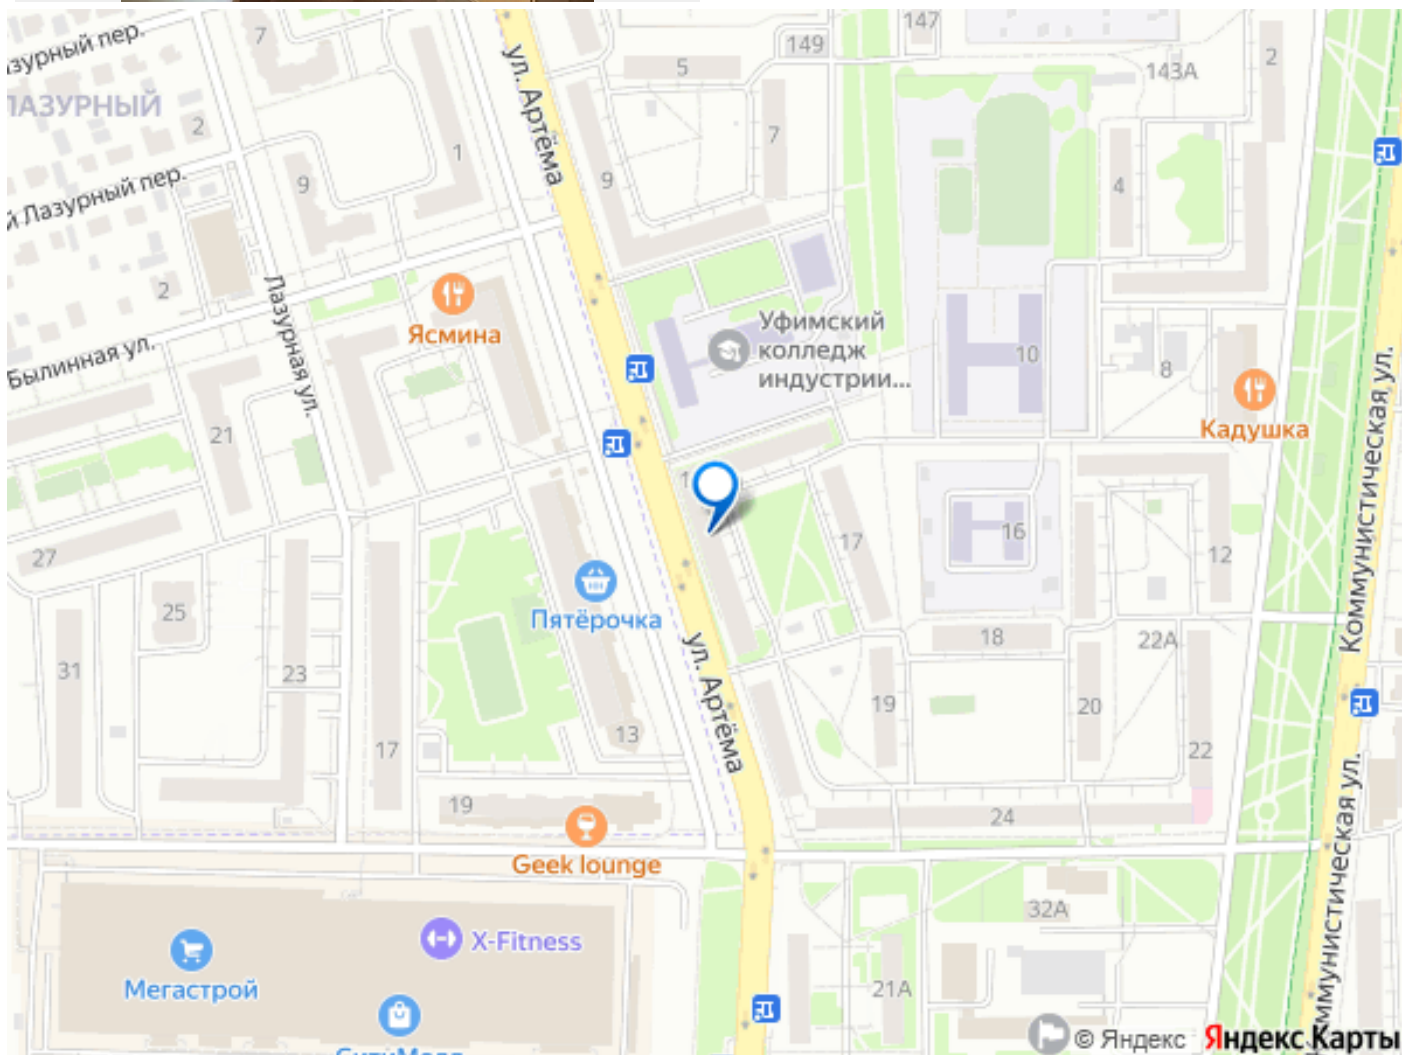 7
147
149
5
2
143А
Лазурный пер.
ЛАЗУРНЫЙ
ул. Артёма
2
7
1
9
9
4
Лазурный пер.
2
Ясмина
Лазурная ул.
Былинная ул.
Уфимский
колледж
индустрии...
10
8
Кадушка
Коммунистическая ул.
21
27
17
16
12
25
Пятёрочка
18
22А
31
23
ул. Артёма
19
20
13
17
22
19
24
Geek lounge
Коммунистическая ул.
32А
X-Fitness
Мегастрой
21А
СитиМолл
© Яндекс Яндекс Карты